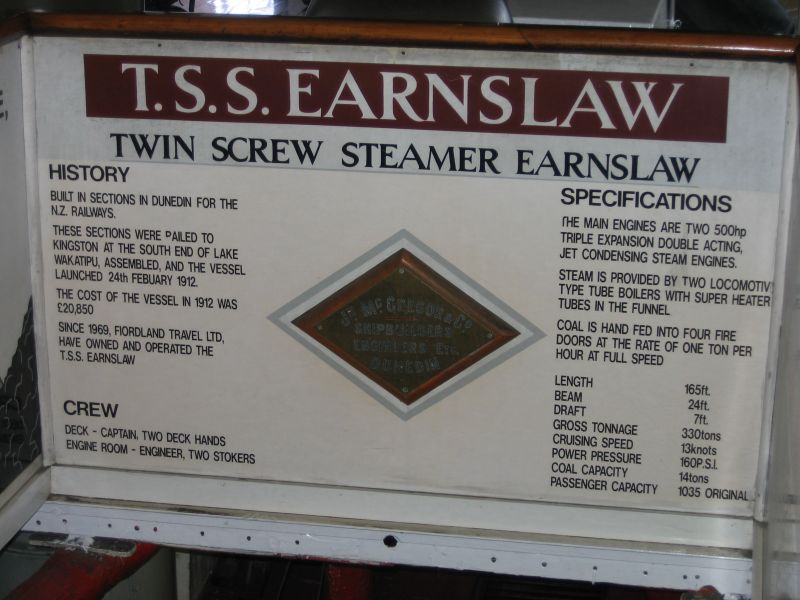 T.S.S. EARNSLAW
TWIN SCREW STEAMER EARNSLAW
HISTORY
BUILT IN SECTIONS IN DUNEDIN FOR THE
N.Z. RAILWAYS.
THESE SECTIONS WERE RAILED TO
KINGSTON AT THE SOUTH END OF LAKE
WAKATIPU, ASSEMBLED, AND THE VESSEL
LAUNCHED 24th FEBUARY 1912.
THE COST OF THE VESSEL IN 1912 WAS
£20,850
SINCE 1969, FIORDLAND TRAVEL LTD,
HAVE OWNED AND OPERATED THE
T.S.S. EARNSLAW
CREW
DECK - CAPTAIN, TWO DECK HANDS
ENGINE ROOM - ENGINEER, TWO STOKERS
Jn McGregor & Co
SHIPBUILDERS
ENGINEERS Etc.
DUNEDIN
SPECIFICATIONS
THE MAIN ENGINES ARE TWO 500hp
TRIPLE EXPANSION DOUBLE ACTING,
JET CONDENSING STEAM ENGINES.
STEAM IS PROVIDED BY TWO LOCOMOTIV
TYPE TUBE BOILERS WITH SUPER HEATER
TUBES IN THE FUNNEL
COAL IS HAND FED INTO FOUR FIRE
DOORS AT THE RATE OF ONE TON PER
HOUR AT FULL SPEED
LENGTH 165ft.
BEAM 24ft.
DRAFT 7ft.
GROSS TONNAGE 330tons
CRUISING SPEED 13knots
POWER PRESSURE 160P.S.I.
COAL CAPACITY 14tons
PASSENGER CAPACITY 1035 ORIGINAL